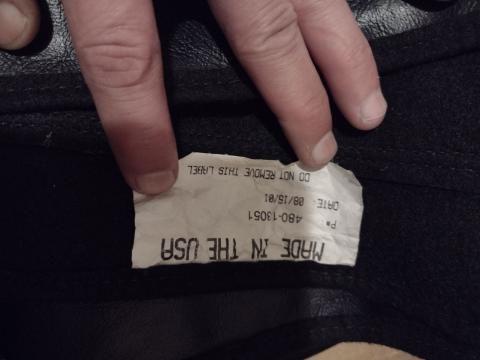 MADE IN THE USA
P# 480-13051
DATE- 08/15/01
DO NOT REMOVE THIS LABEL